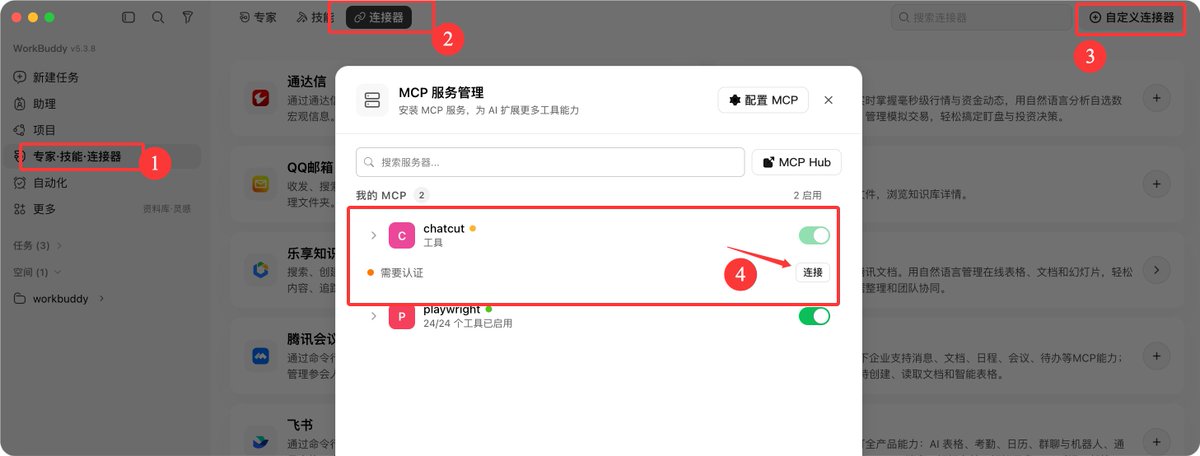 专家
技能
连接器
2
搜索连接器
自定义连接器
3
WorkBuddy v5.3.8
新建任务
助理
项目
专家·技能·连接器
1
自动化
更多
资料库·灵感
任务 (3)
空间 (1)
workbuddy
通达信
通过通达信
宏观信息。
实时掌握毫秒级行情与资金动态，用自然语言分析自选数
管理模拟交易，轻松搞定盯盘与投资决策。
QQ邮箱
收发、搜索
理文件夹。
文件，浏览知识库详情。
乐享知识
搜索、创建
内容、追踪
腾讯文档。用自然语言管理在线表格、文档和幻灯片，轻松
整理和团队协同。
腾讯会议
通过命令行
管理参会人
下企业支持消息、文档、日程、会议、待办等MCP能力；
持创建、读取文档和智能表格。
飞书
通过命令行
全产品能力：AI 表格、考勤、日历、群聊与机器人、通
MCP 服务管理
安装 MCP 服务，为 AI 扩展更多工具能力
配置 MCP
搜索服务器...
MCP Hub
我的 MCP 2
2 启用
C
chatcut
工具
需要认证
4
连接
P
playwright
24/24 个工具已启用